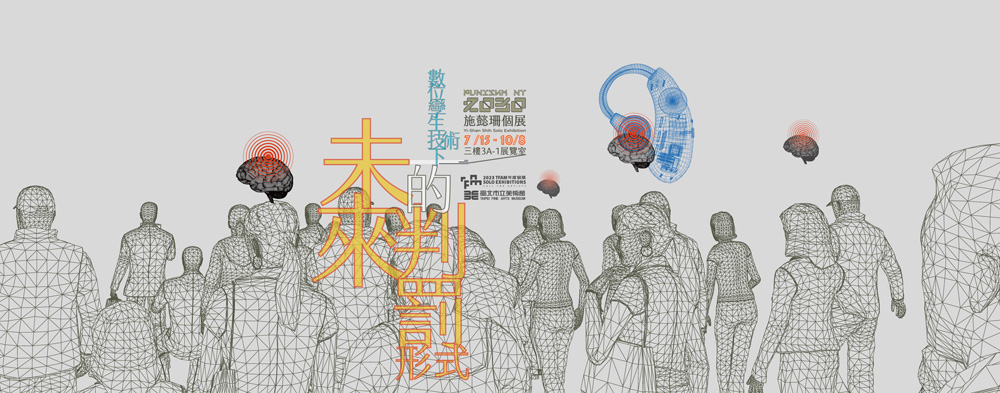 數位孿生技術下
的
未來
判罰
形式
PUNISHM NT
2030
施懿珊個展
Yi-Shan Shih Solo Exhibition
7 /15 - 10/8
三樓3A-1展覽室
2023 TFAM年度個展
SOLO EXHIBITIONS
臺北市立美術館
TAIPEI FINE ARTS MUSEUM